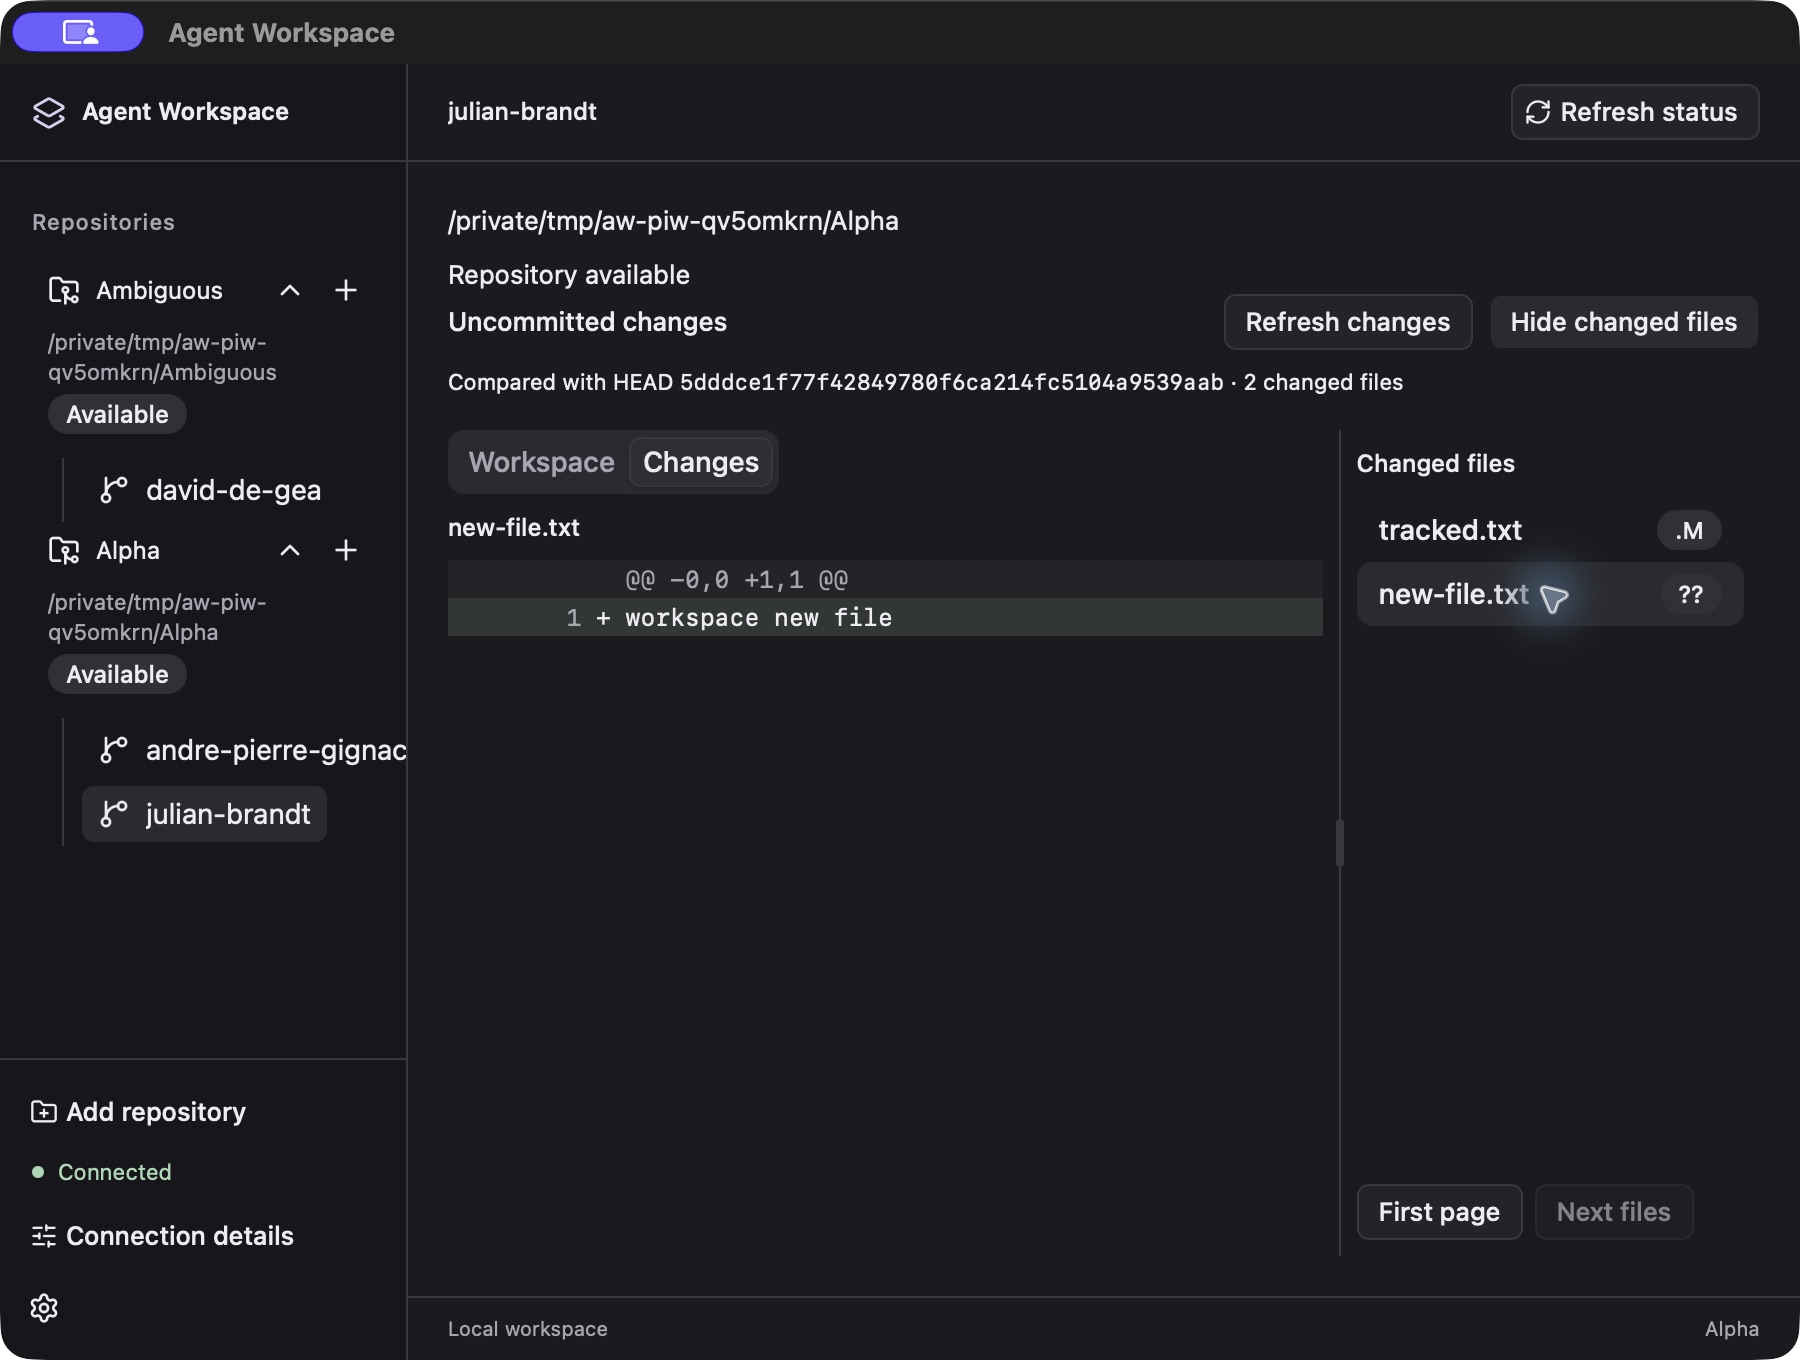 Agent Workspace
Agent Workspace
julian-brandt
Refresh status
Repositories
Ambiguous
/private/tmp/aw-piw-
qv5omkrn/Ambiguous
Available
david-de-gea
Alpha
/private/tmp/aw-piw-
qv5omkrn/Alpha
Available
andre-pierre-gignac
julian-brandt
Add repository
Connected
Connection details
/private/tmp/aw-piw-qv5omkrn/Alpha
Repository available
Uncommitted changes
Refresh changes
Hide changed files
Compared with HEAD 5dddce1f77f42849780f6ca214fc5104a9539aab · 2 changed files
Workspace
Changes
new-file.txt
@@ -0,0 +1,1 @@
1 + workspace new file
Changed files
tracked.txt .M
new-file.txt ??
First page
Next files
Local workspace
Alpha